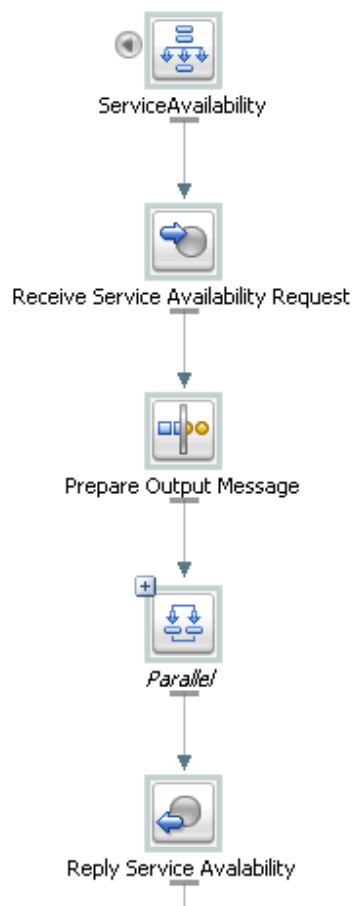 ServiceAvailability
Receive Service Availability Request
Prepare Output Message
Parallel
Reply Service Avalability